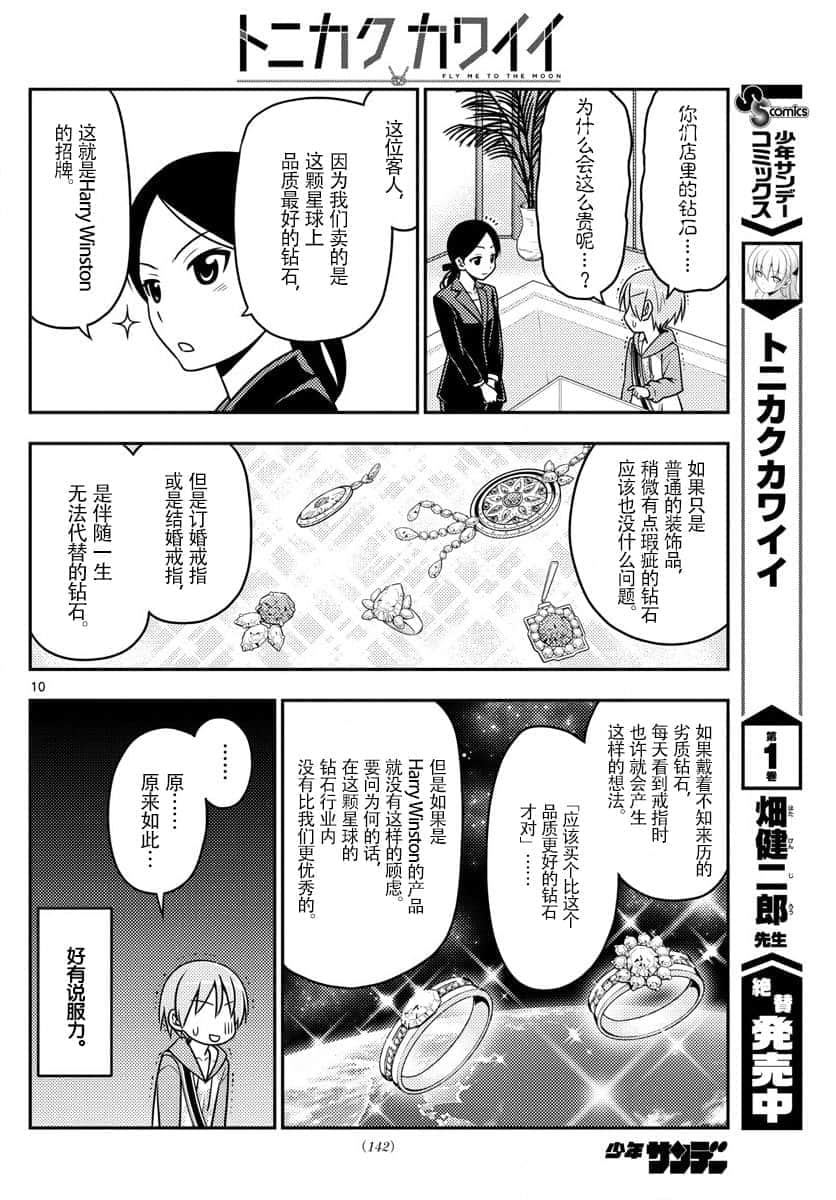 トニカクカワイイ
FLY ME TO THE MOON
你们店里的钻石……
为什么会这么贵呢…？
这位客人，
因为我们卖的是
这颗星球上
品质最好的钻石，
这就是Harry Winston
的招牌。
如果只是
普通的装饰品，
稍微有点瑕疵的钻石
应该也没什么问题。
但是订婚戒指
或是结婚戒指，
是伴随一生
无法代替的钻石。
10
如果戴着不知来历的
劣质钻石，
每天看到戒指时
也许就会产生
这样的想法。
「应该买个比这个
品质更好的钻石
才对」……
但是如果是
Harry Winston的产品
就没有这样的顾虑。
要问为何的话，
在这颗星球的
钻石行业内
没有比我们更优秀的。
……
原……
原来如此…
好有说服力。
S S comics
少年サンデー
コミックス
トニカクカワイイ
第1巻
畑健二郎
はた けん じ ろう
先生
絶賛
発売中
(142)
少年サンデー